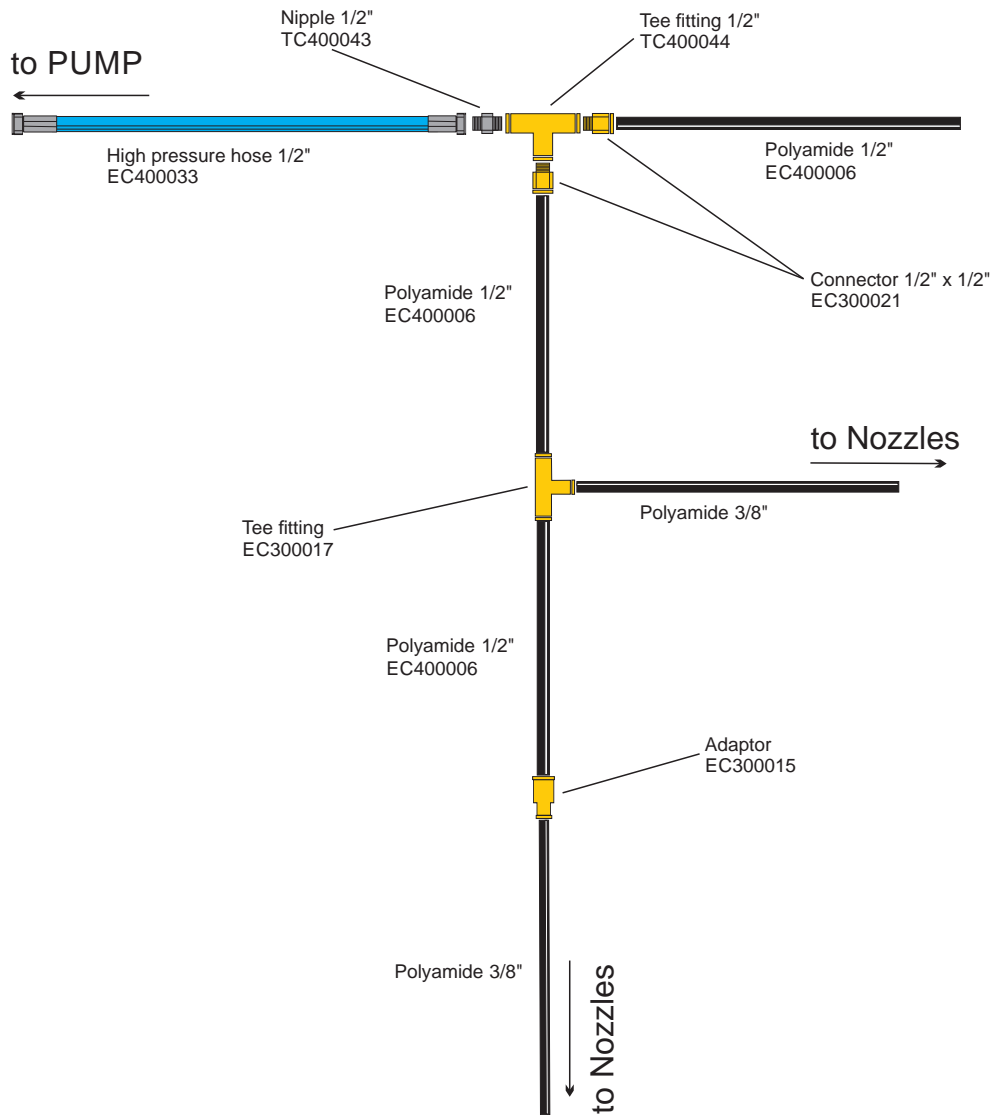 Nipple 1/2"
TC400043
Tee fitting 1/2"
TC400044
to PUMP
High pressure hose 1/2"
EC400033
Polyamide 1/2"
EC400006
Connector 1/2" x 1/2"
EC300021
Polyamide 1/2"
EC400006
to Nozzles
Polyamide 3/8"
Tee fitting
EC300017
Polyamide 1/2"
EC400006
Adaptor
EC300015
Polyamide 3/8"
to Nozzles